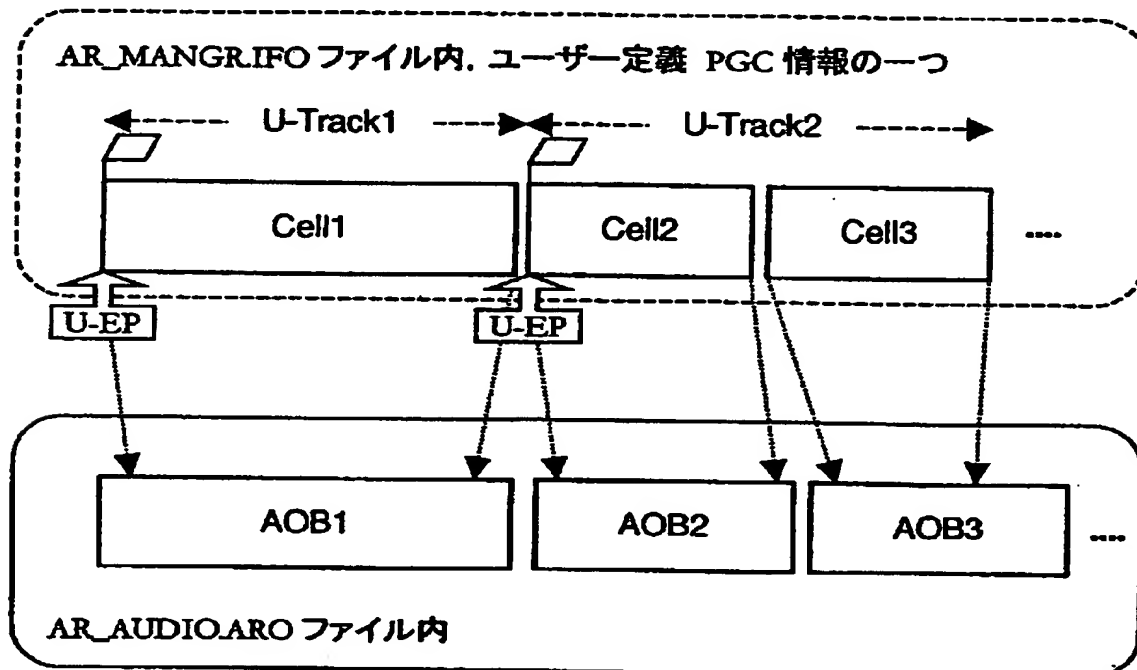 AR_MANGR.IFO ファイル内, ユーザー定義 PGC 情報の一つ
U-Track1 U-Track2
Cell1 Cell2 Cell3 ....
U-EP U-EP
AOB1 AOB2 AOB3 ....
AR_AUDIO.ARO ファイル内